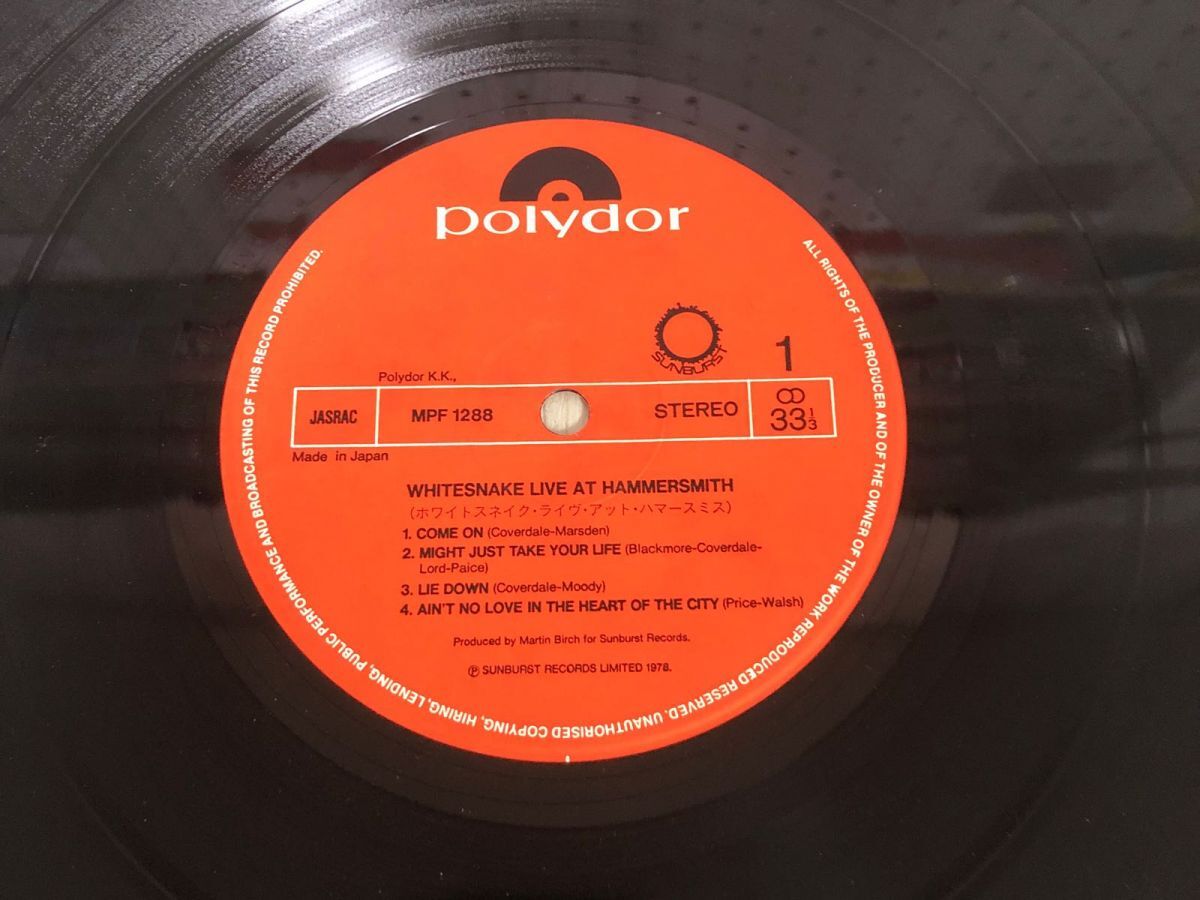 polydor
SUNBURST
1
Polydor K.K.,
JASRAC
MPF 1288
STEREO
33 1/3
Made in Japan
WHITESNAKE LIVE AT HAMMERSMITH
(ホワイトスネイク・ライヴ・アット・ハマースミス)
1. COME ON (Coverdale-Marsden)
2. MIGHT JUST TAKE YOUR LIFE (Blackmore-Coverdale-
Lord-Paice)
3. LIE DOWN (Coverdale-Moody)
4. AIN'T NO LOVE IN THE HEART OF THE CITY (Price-Walsh)
Produced by Martin Birch for Sunburst Records.
℗ SUNBURST RECORDS LIMITED 1978.
ALL RIGHTS OF THE PRODUCER AND OF THE OWNER OF THE WORK REPRODUCED RESERVED. UNAUTHORISED COPYING, HIRING, LENDING, PUBLIC PERFORMANCE AND BROADCASTING OF THIS RECORD PROHIBITED.